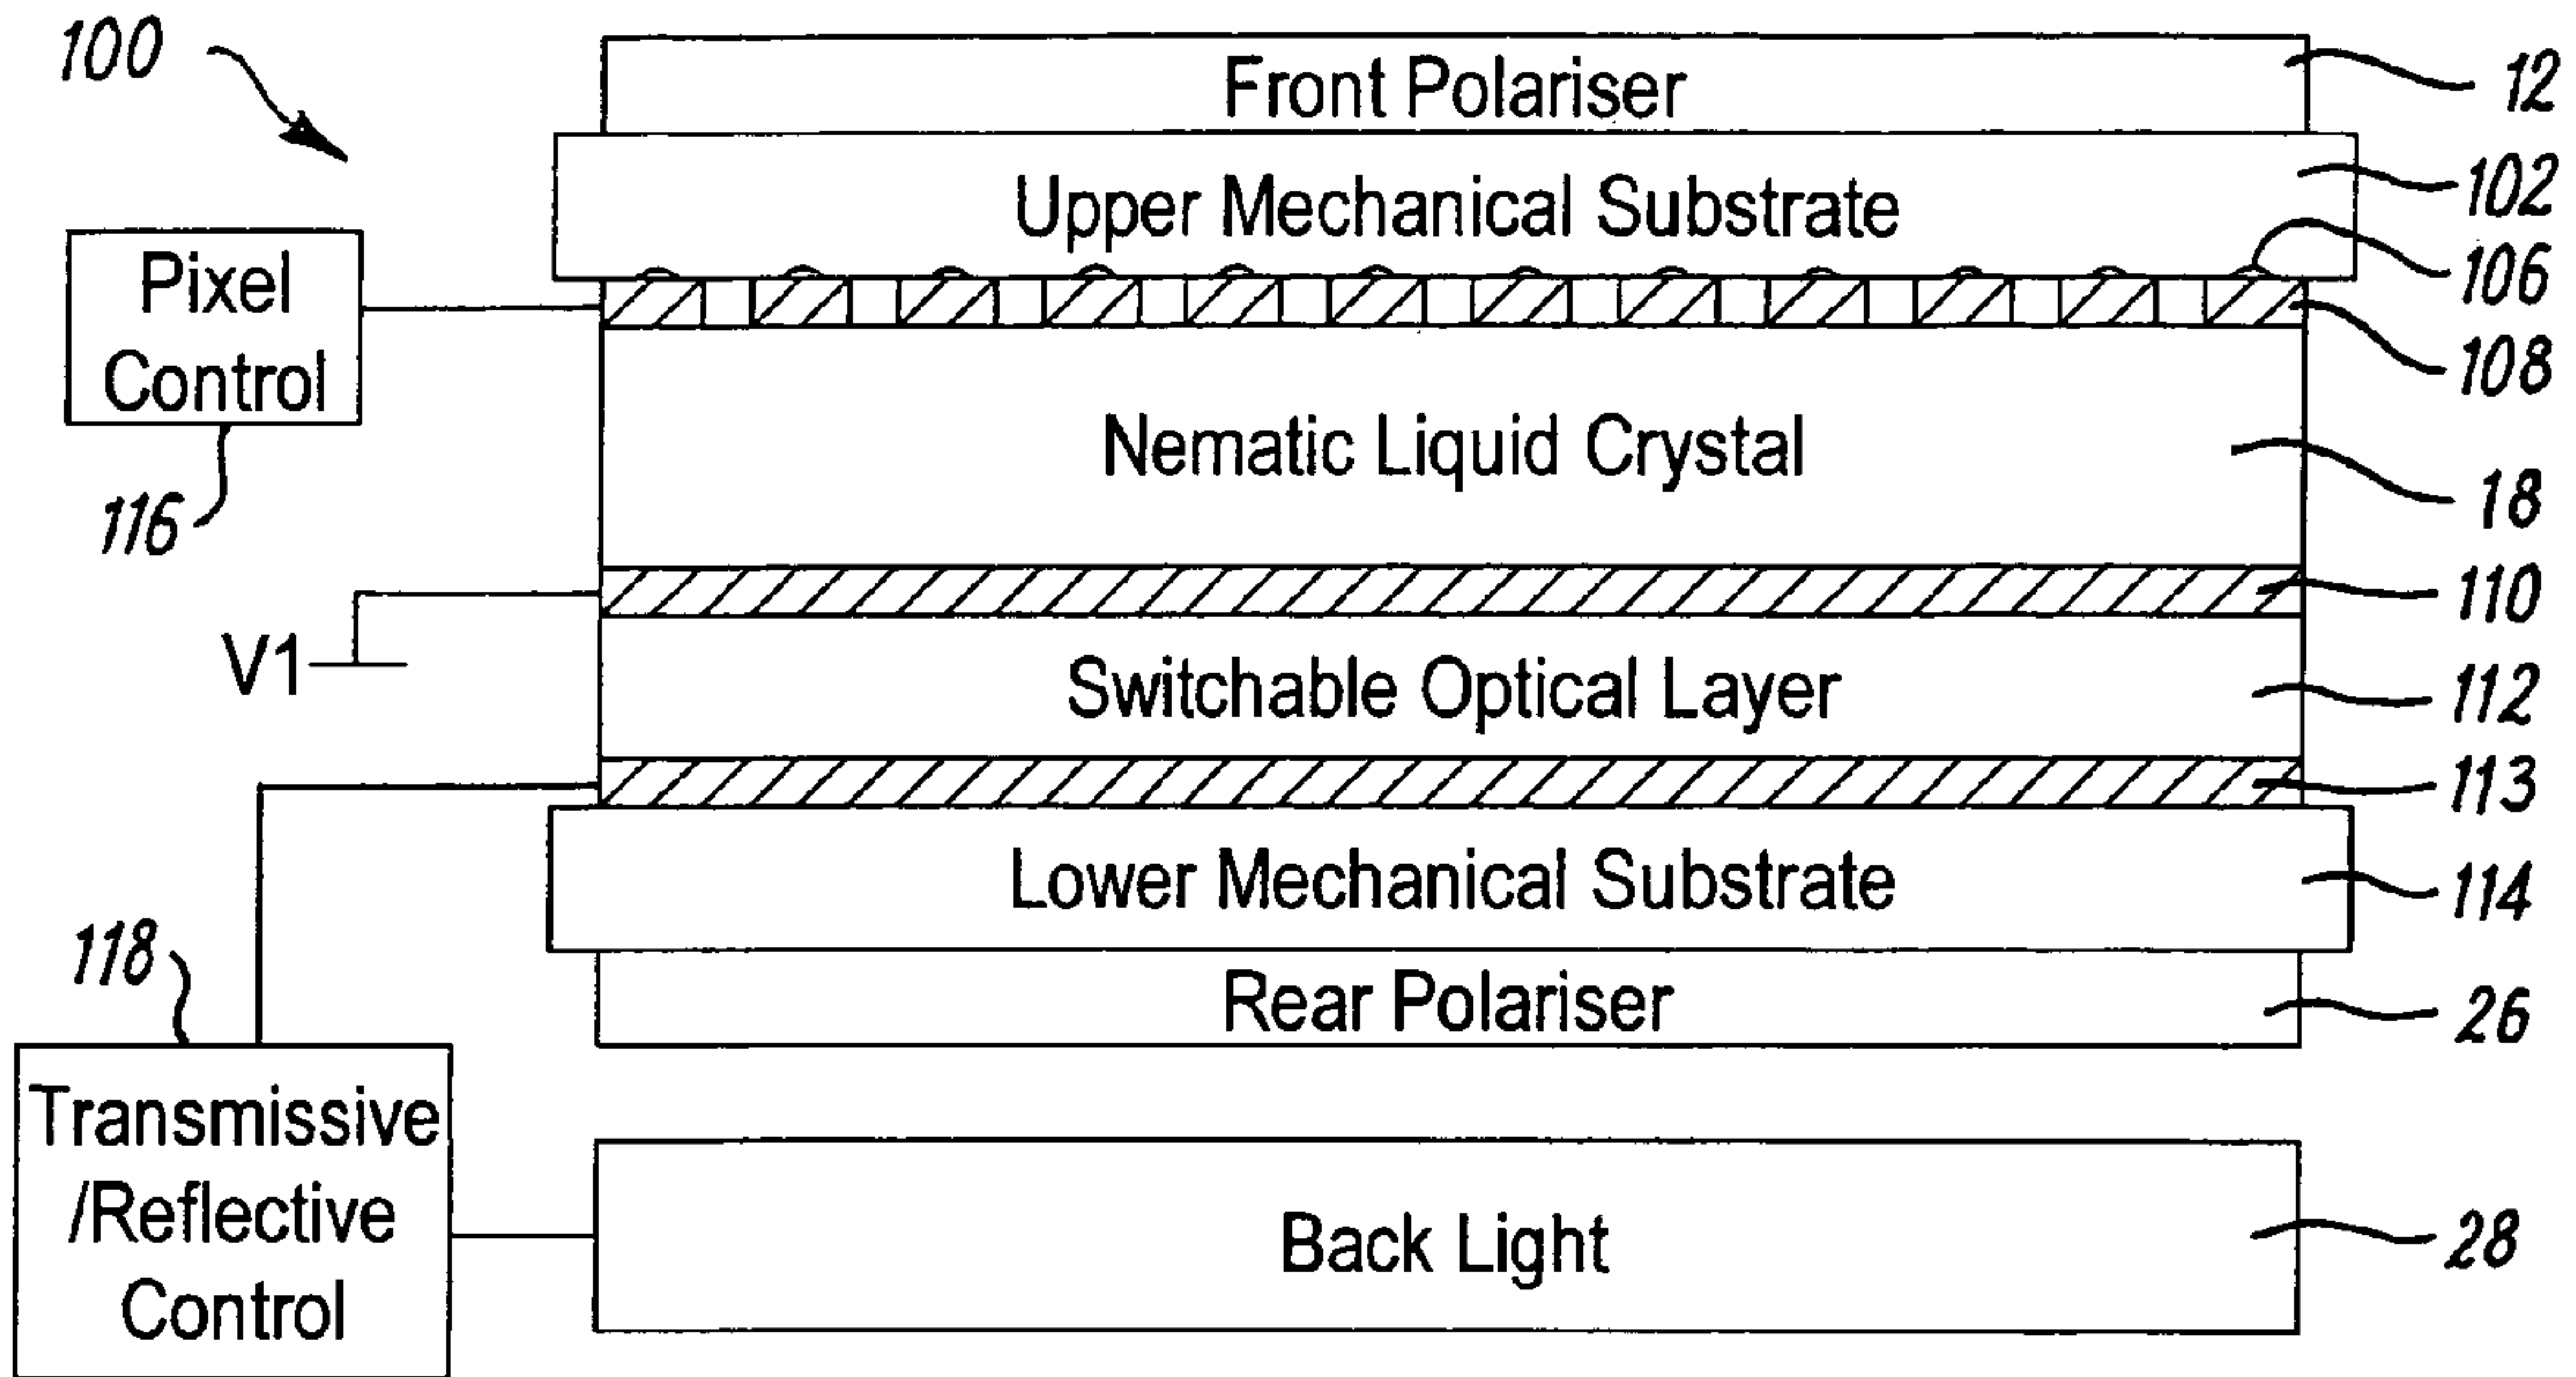 100
Front Polariser
12
Upper Mechanical Substrate
102
106
Pixel
Control
108
116
Nematic Liquid Crystal
18
110
V1
Switchable Optical Layer
112
113
Lower Mechanical Substrate
114
118
Rear Polariser
26
Transmissive
/Reflective
Control
Back Light
28